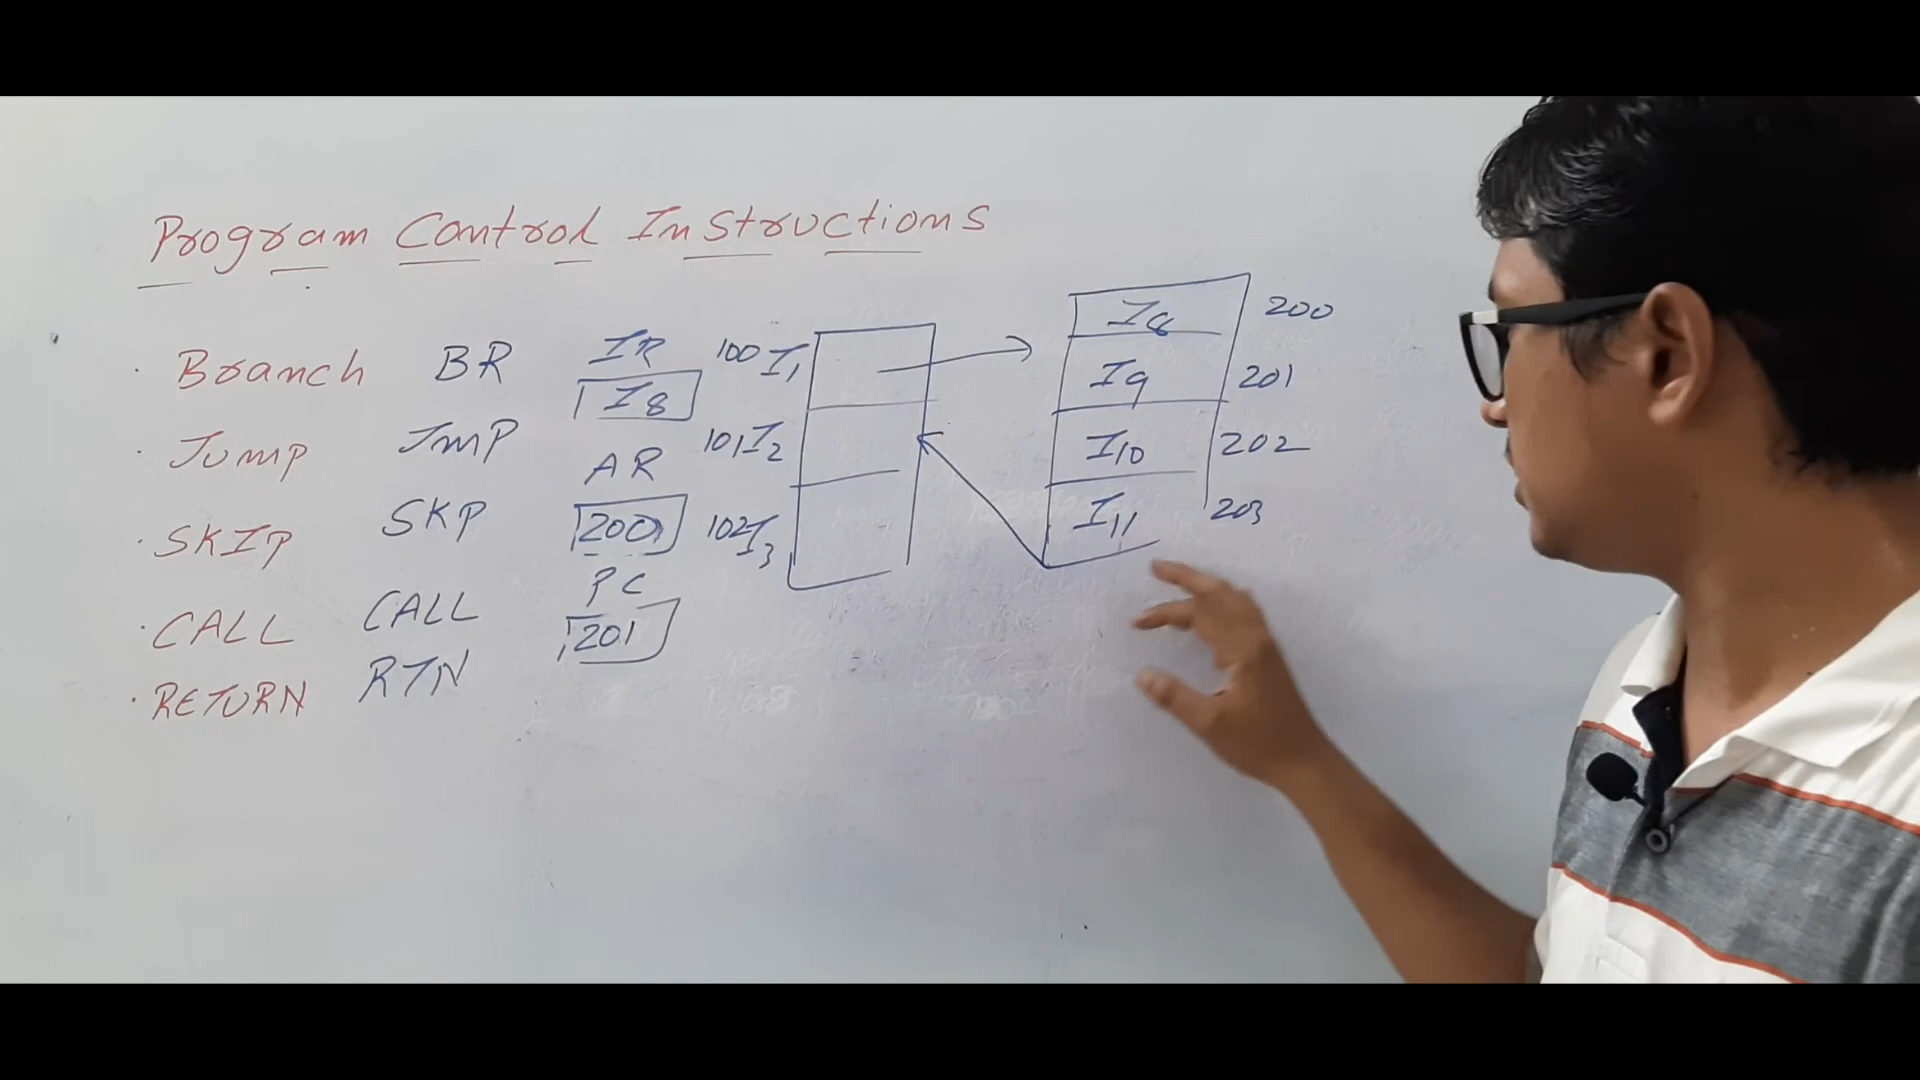 Program Control Instructions
· Branch BR
· Jump JMP
· SKIP SKP
· CALL CALL
· RETURN RTN
IR
I8
AR
200
PC
201
100 I1
101 I2
102 I3
I8 200
I9 201
I10 202
I11 203